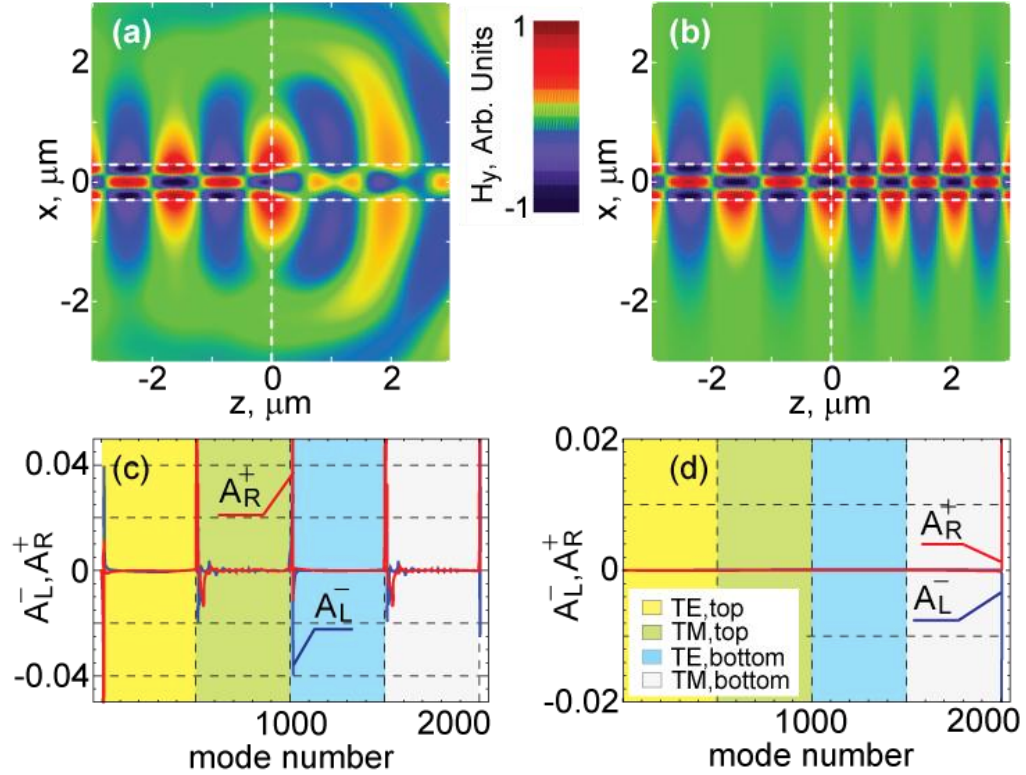 (a)
2
0
-2
x, μm
-2
0
2
z, μm
1
-1
H_y, Arb. Units
(b)
2
0
-2
x, μm
-2
0
2
z, μm
(c)
0.04
0
-0.04
A_L^-, A_R^+
A_R^+
A_L^-
1000
2000
mode number
(d)
0.02
0
-0.02
A_L^-, A_R^+
A_R^+
A_L^-
TE,top
TM,top
TE,bottom
TM,bottom
1000
2000
mode number